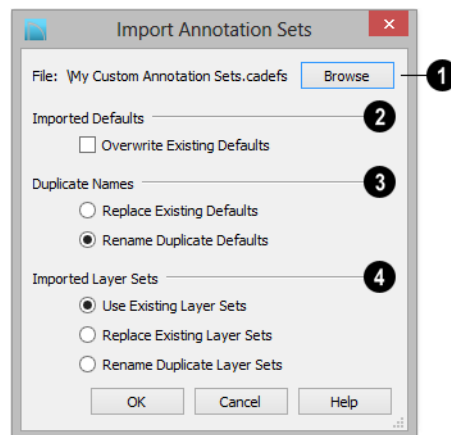 Import Annotation Sets
File: \My Custom Annotation Sets.cadefs Browse 1
Imported Defaults 2
Overwrite Existing Defaults
Duplicate Names 3
Replace Existing Defaults
Rename Duplicate Defaults
Imported Layer Sets 4
Use Existing Layer Sets
Replace Existing Layer Sets
Rename Duplicate Layer Sets
OK Cancel Help